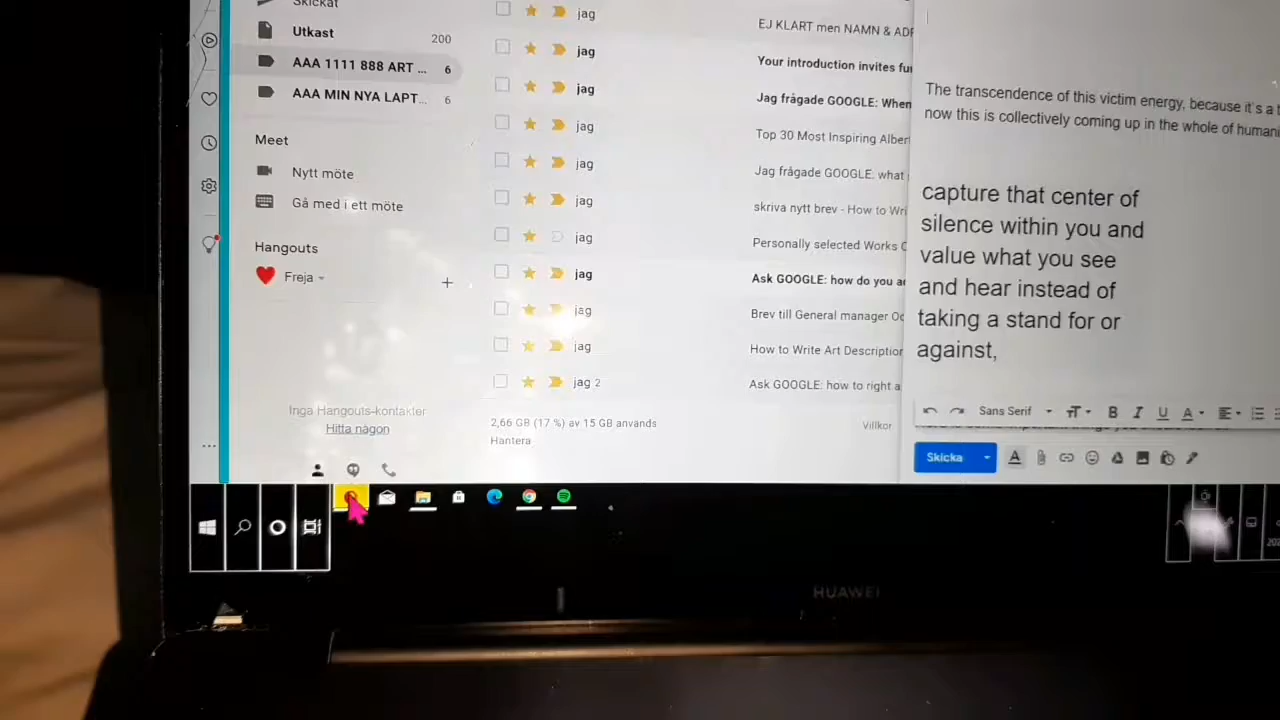 Skickat
Utkast 200
AAA 1111 888 ART ... 6
AAA MIN NYA LAPT... 6
Meet
Nytt möte
Gå med i ett möte
Hangouts
Freja
Inga Hangouts-kontakter
Hitta någon
jag
jag
jag
jag
jag
jag
jag
jag
jag
jag
jag 2
EJ KLART men NAMN & ADR
Your introduction invites fur
Jag frågade GOOGLE: When
Top 30 Most Inspiring Alber
Jag frågade GOOGLE: what
skriva nytt brev - How to Wri
Personally selected Works
Ask GOOGLE: how do you
Brev till General manager
How to Write Art Description
Ask GOOGLE: how to right a
2,66 GB (17 %) av 15 GB används
Hantera
Villkor
The transcendence of this victim energy, because it's a
now this is collectively coming up in the whole of humani
capture that center of
silence within you and
value what you see
and hear instead of
taking a stand for or
against,
Sans Serif
B I U A
Skicka
HUAWEI